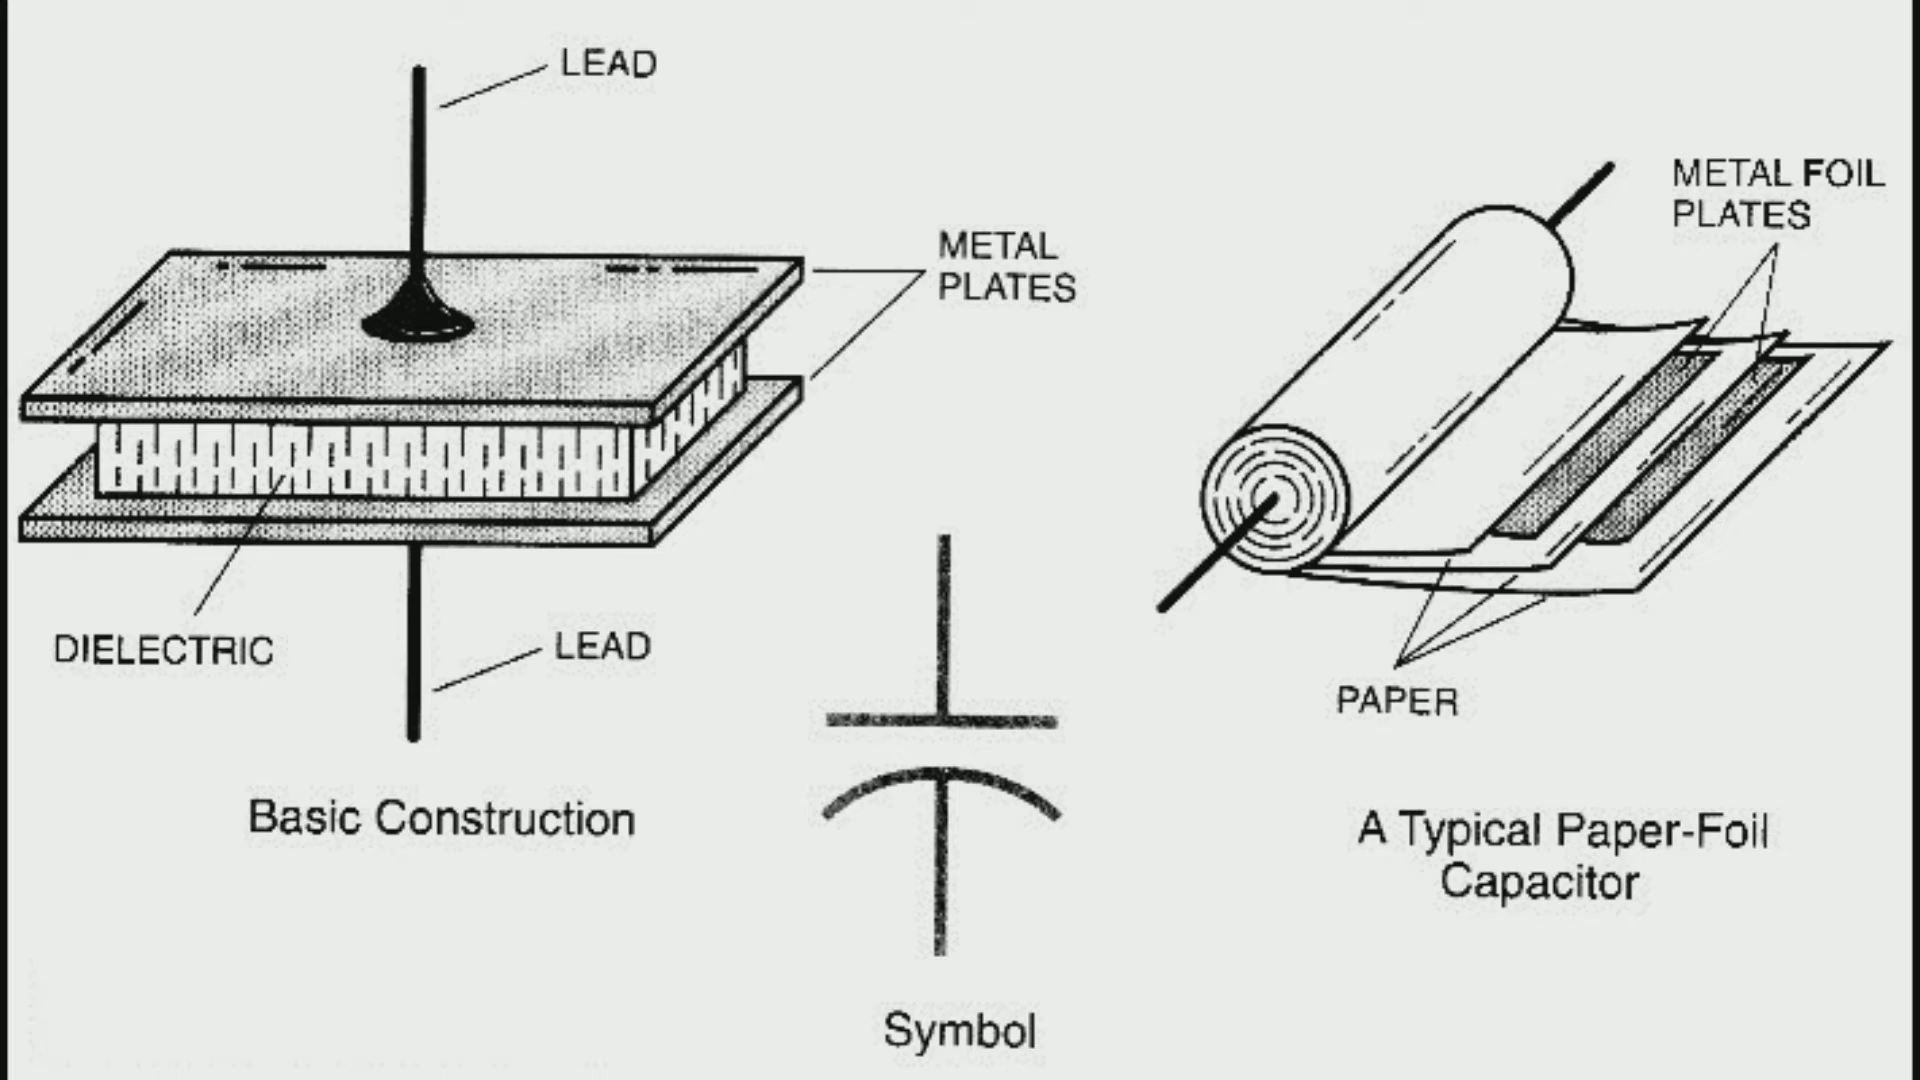 LEAD
METAL
PLATES
DIELECTRIC
LEAD
Basic Construction
Symbol
METAL FOIL
PLATES
PAPER
A Typical Paper-Foil
Capacitor